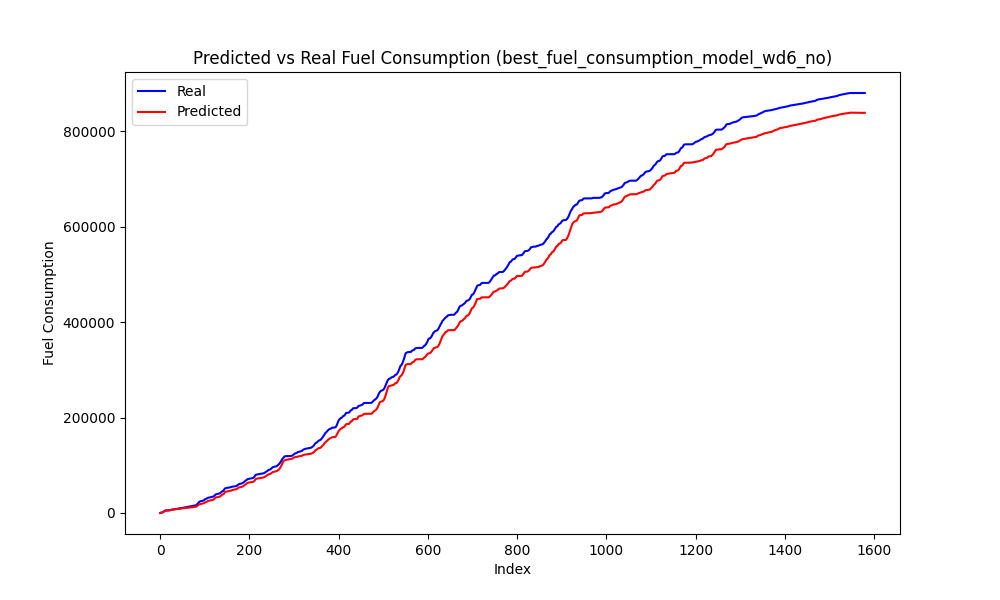 Predicted vs Real Fuel Consumption (best_fuel_consumption_model_wd6_no)
Real
Predicted
800000
600000
400000
200000
0
Fuel Consumption
0 200 400 600 800 1000 1200 1400 1600
Index